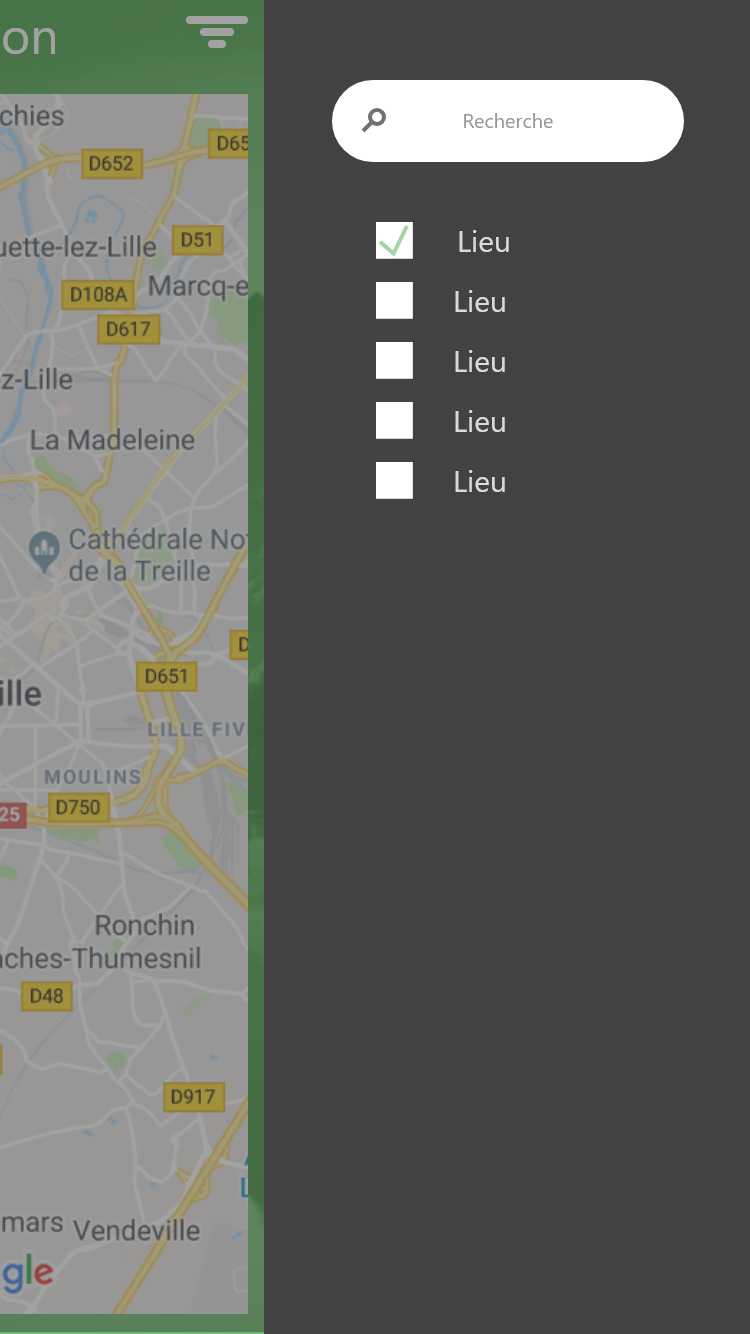 on
Recherche
chies
D65
D652
Lieu
uette-lez-Lille
D51
Marcq-e
D108A
Lieu
D617
z-Lille
Lieu
La Madeleine
Lieu
Lieu
Cathédrale No
de la Treille
D
D651
ille
LILLE FIV
MOULINS
D750
25
Ronchin
ches-Thumesnil
D48
D917
L
mars
Vendeville
gle